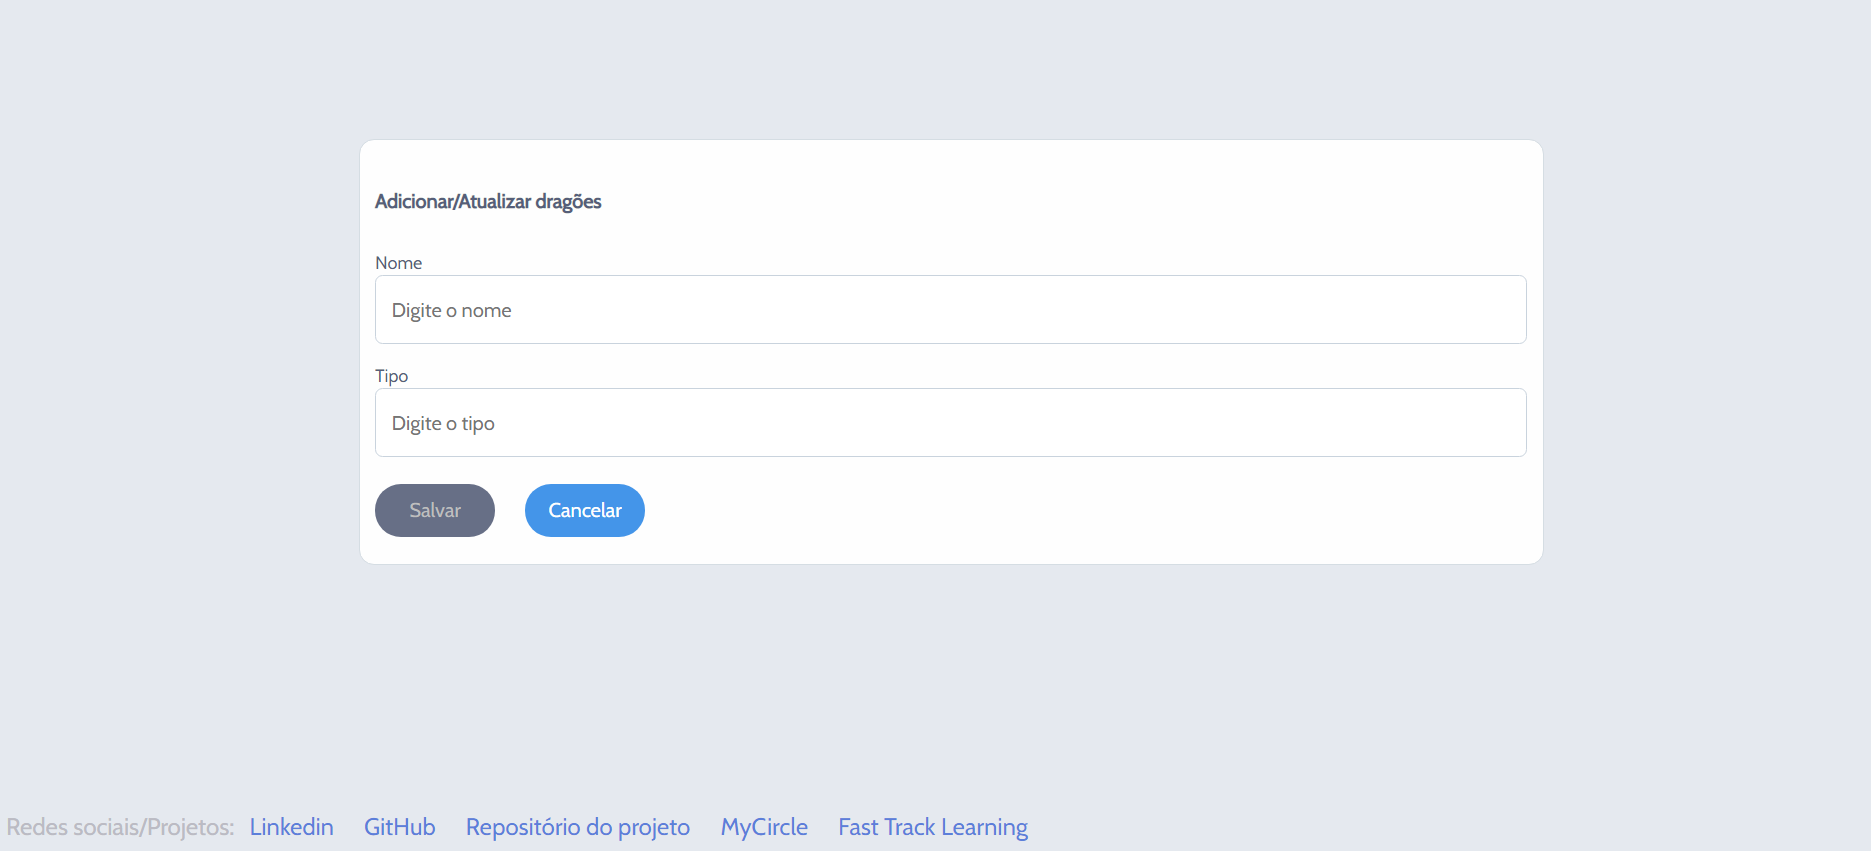 Adicionar/Atualizar dragões
Nome
Digite o nome
Tipo
Digite o tipo
Salvar Cancelar
Redes sociais/Projetos: Linkedin GitHub Repositório do projeto MyCircle Fast Track Learning